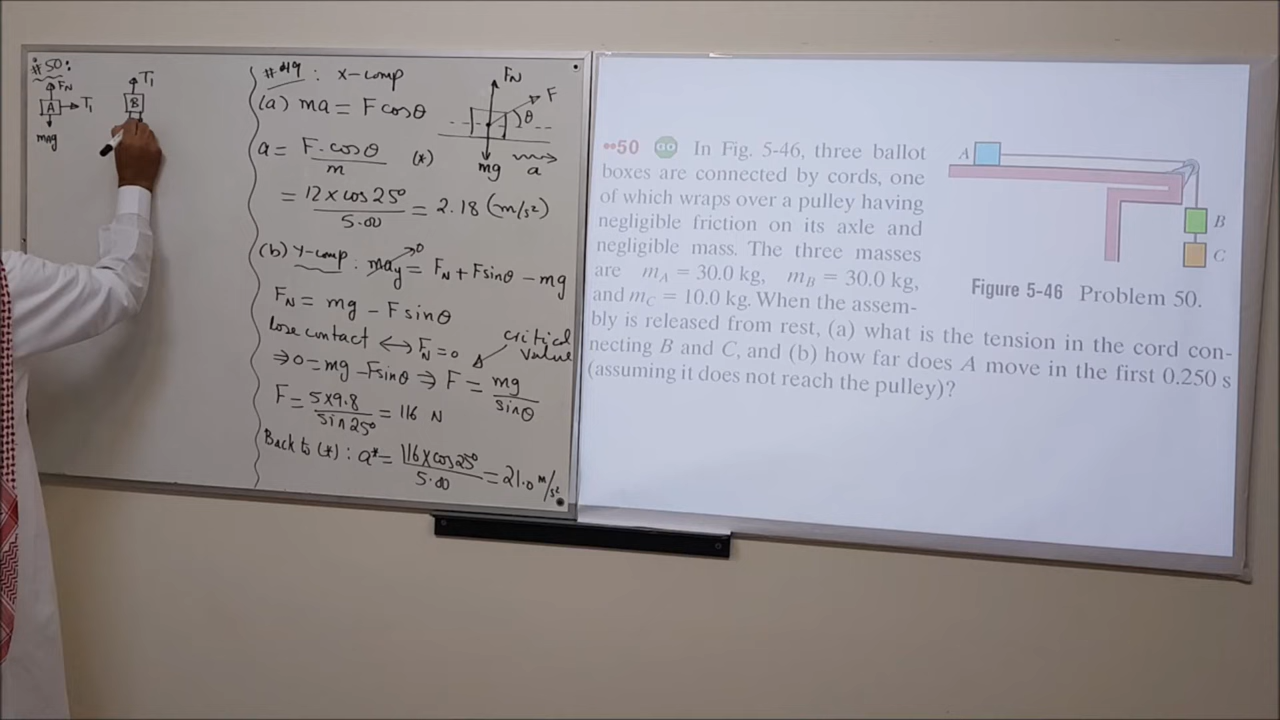 #50:
FN
A
T1
mAg
T1
B
#49 : X-comp
(a) ma = F cosθ
a = F. cosθ / m (*)
= 12 x cos 25° / 5.00 = 2.18 (m/s²)
(b) Y-comp : may = FN + F sinθ - mg
0
FN = mg - F sinθ
lose contact ↔ FN = 0
critical value
⇒ 0 = mg - F sinθ ⇒ F = mg / sinθ
F = 5 x 9.8 / sin 25° = 116 N
Back to (*) : a* = 116 x cos 25° / 5.00 = 21.0 m/s²
FN
F
θ
mg
a
••50 GO In Fig. 5-46, three ballot
boxes are connected by cords, one
of which wraps over a pulley having
negligible friction on its axle and
negligible mass. The three masses
are mA = 30.0 kg, mB = 30.0 kg,
and mC = 10.0 kg. When the assem-
bly is released from rest, (a) what is the tension in the cord con-
necting B and C, and (b) how far does A move in the first 0.250 s
(assuming it does not reach the pulley)?
A
B
C
Figure 5-46 Problem 50.